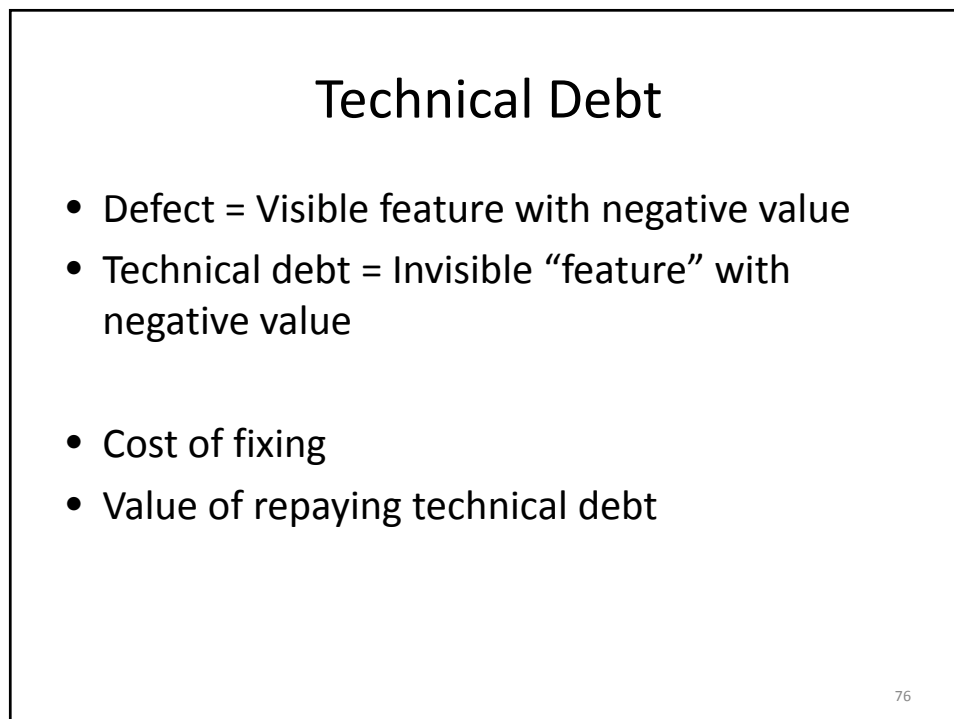 Technical Debt
• Defect = Visible feature with negative value
• Technical debt = Invisible “feature” with
negative value
• Cost of fixing
• Value of repaying technical debt
76